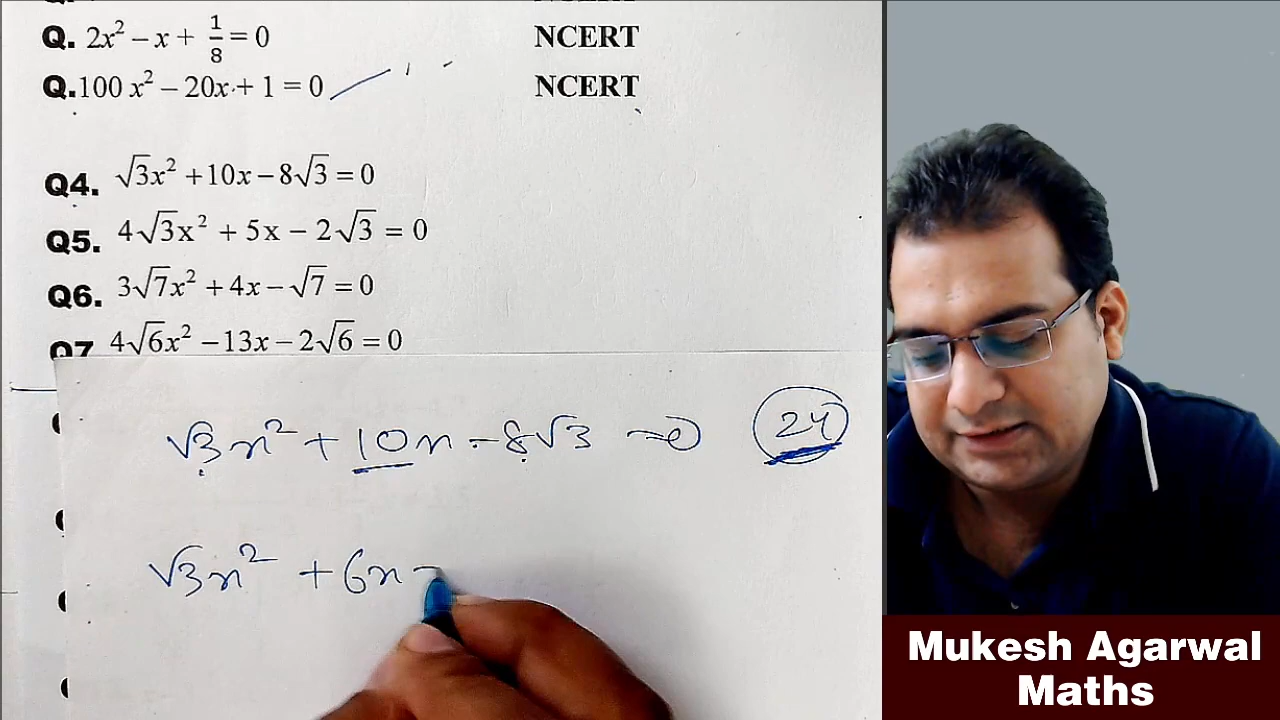 Q. 2x² – x + 1/8 = 0 NCERT
Q. 100 x² – 20x + 1 = 0 NCERT
Q4. √3x² + 10x – 8√3 = 0
Q5. 4√3x² + 5x – 2√3 = 0
Q6. 3√7x² + 4x – √7 = 0
Q7 4√6x² – 13x – 2√6 = 0
√3x² + 10x - 8√3 = 0 24
√3x² + 6x
Mukesh Agarwal
Maths